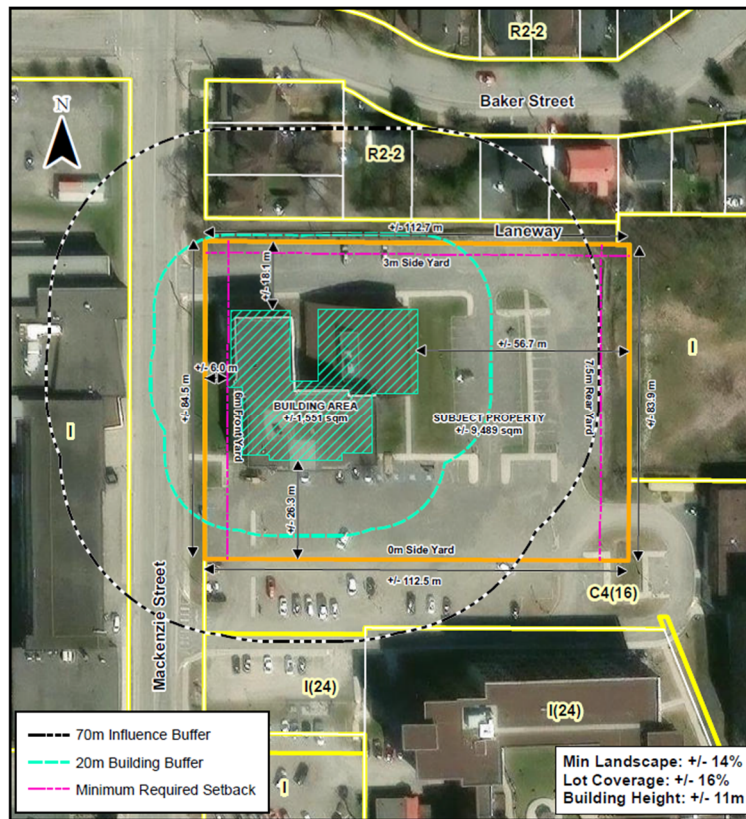 R2-2
Baker Street
N
R2-2
Laneway
+/- 112.7 m
3m Side Yard
+/- 18.1 m
+/- 56.7 m
I
+/- 6.0 m
+/- 84.5 m
6m Front Yard
BUILDING AREA
+/-1,551 sqm
SUBJECT PROPERTY
+/- 9,489 sqm
7.5m Rear Yard
+/- 83.9 m
I
+/- 26.3 m
0m Side Yard
+/- 112.5 m
C4(16)
Mackenzie Street
I(24)
I(24)
I
70m Influence Buffer
20m Building Buffer
Minimum Required Setback
Min Landscape: +/- 14%
Lot Coverage: +/- 16%
Building Height: +/- 11m